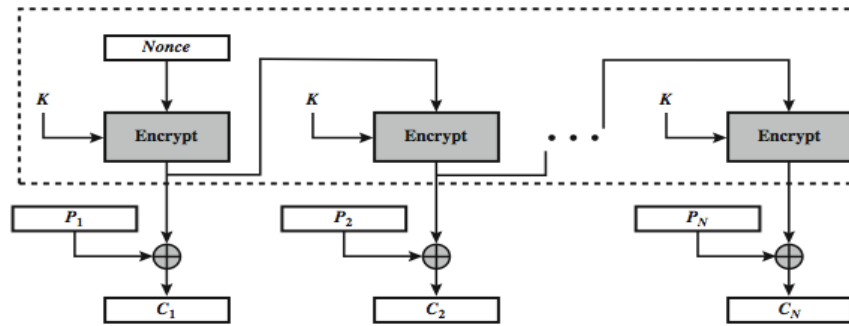 Nonce
K K K
Encrypt Encrypt • • • Encrypt
P1 P2 PN
C1 C2 CN